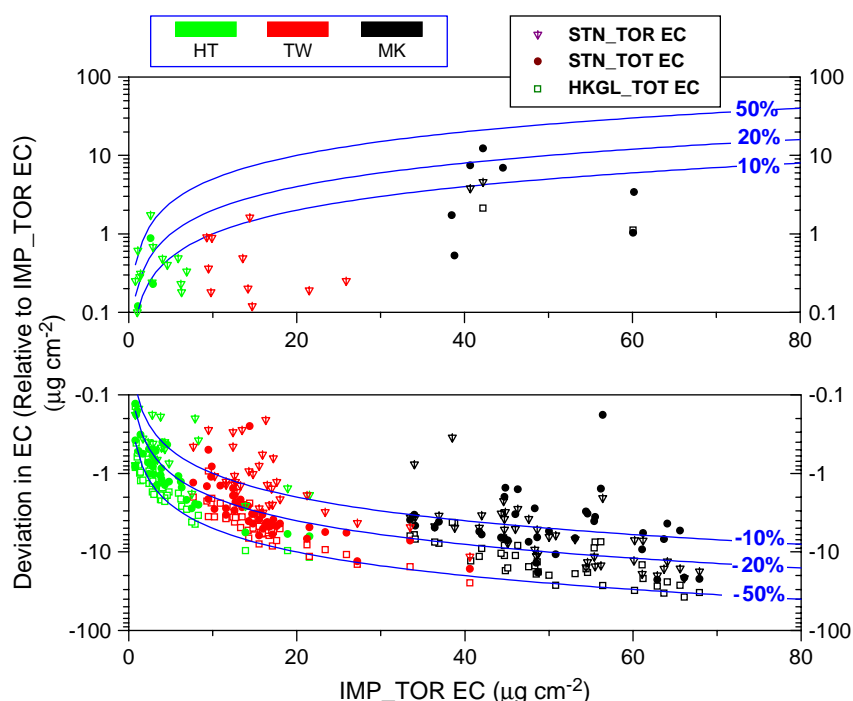 HT TW MK
STN_TOR EC
STN_TOT EC
HKGL_TOT EC
Deviation in EC (Relative to IMP_TOR EC)
(µg cm-2)
100 100
50%
20%
10 10
10%
1 1
0.1 0.1
0 20 40 60 80
-0.1 -0.1
-1 -1
-10%
-10 -10
-20%
-50%
-100 -100
0 20 40 60 80
IMP_TOR EC (µg cm-2)